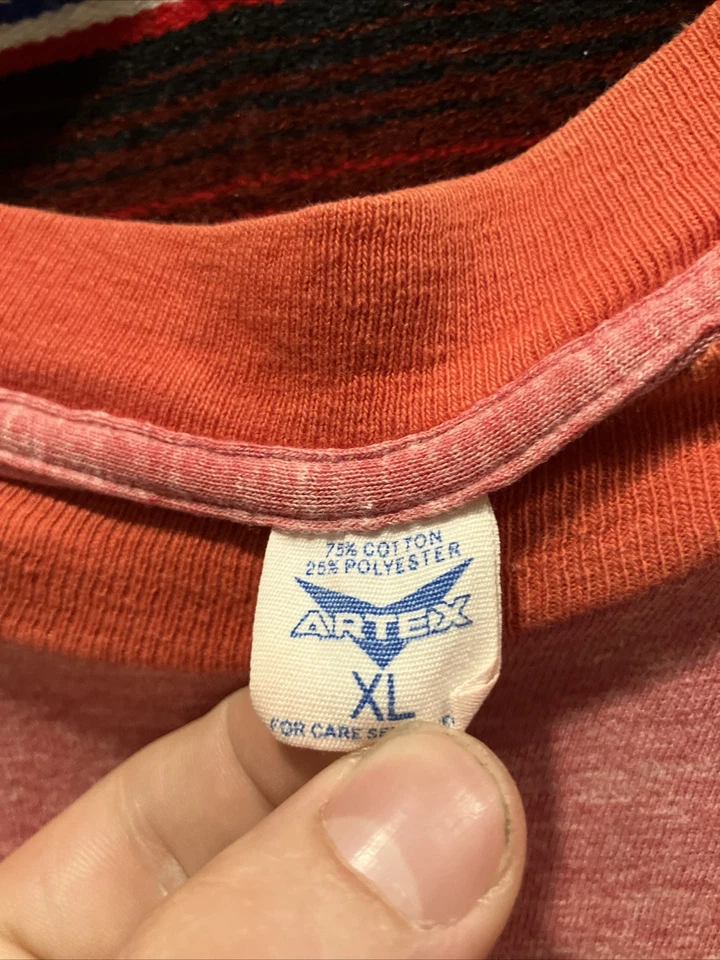 75% COTTON
25% POLYESTER
ARTEX
XL
FOR CARE